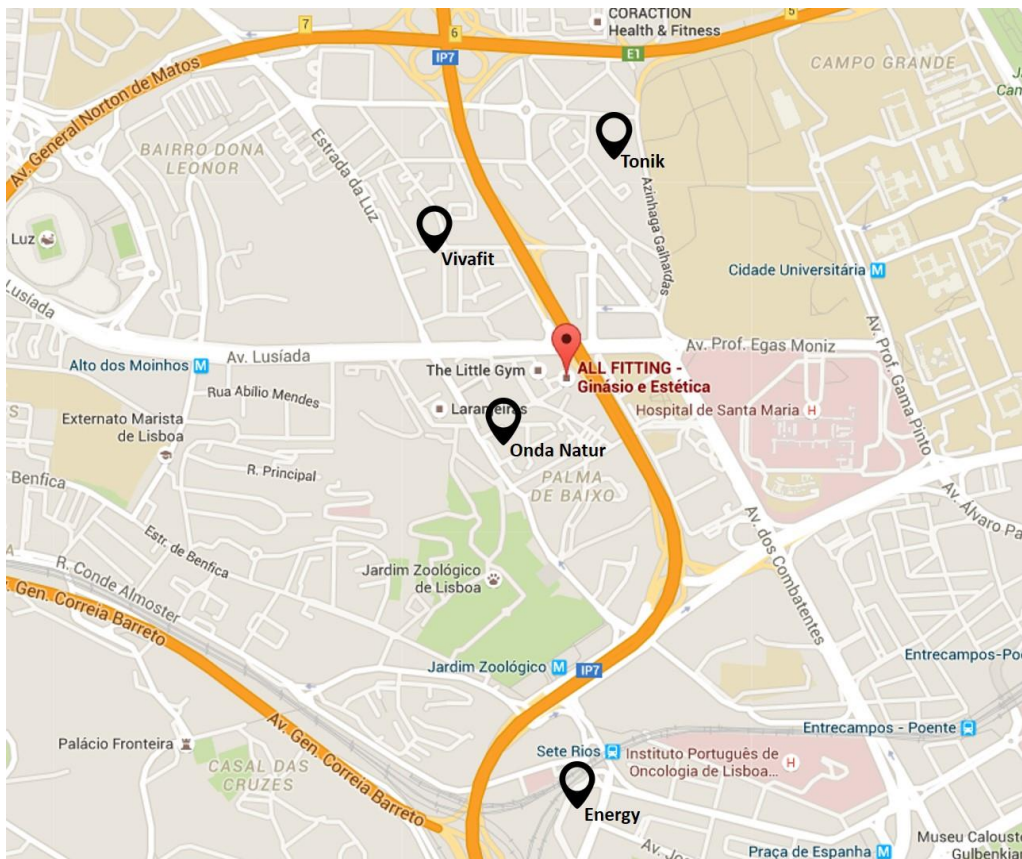 CORACTION
Health & Fitness
5
7
6
IP7
E1
CAMPO GRANDE
Av. General Norton de Matos
BAIRRO DONA
LEONOR
Estrada da Luz
Tonik
Azinhaga Galhardas
Luz
Vivafit
Cidade Universitária M
Lusíada
Av. Lusíada
Av. Prof. Egas Moniz
Av. Prof. Gama Pinto
Alto dos Moinhos M
The Little Gym
ALL FITTING -
Ginásio e Estética
Rua Abílio Mendes
Laranjeiras
Hospital de Santa Maria H
Externato Marista
de Lisboa
Onda Natur
R. Principal
PALMA
DE BAIXO
Benfica
Av. Álvaro Pa
Estr. de Benfica
Av. dos Combatentes
R. Conde Almoster
Jardim Zoológico
de Lisboa
. Gen. Correia Barreto
Entrecampos-Po
Jardim Zoológico M
IP7
Av. Gen. Correia Barreto
Entrecampos - Poente
Palácio Fronteira
CASAL DAS
CRUZES
Sete Rios
Instituto Português de
Oncologia de Lisboa...
H
Energy
Museu Calouste
Gulbenkian
Praça de Espanha M